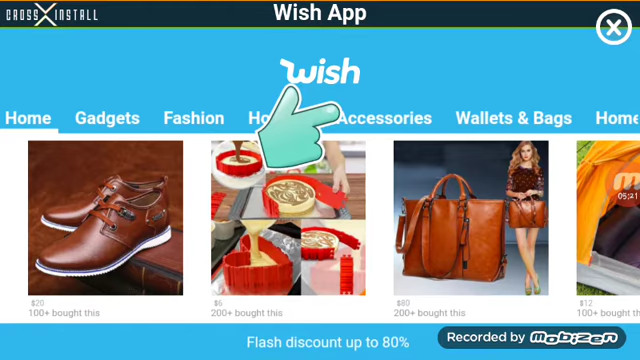 CROSS INSTALL
Wish App
wish
Home Gadgets Fashion Accessories Wallets & Bags Home
05:21
$20
100+ bought this
$6
200+ bought this
$80
200+ bought this
$12
100+ bought this
Flash discount up to 80%
Recorded by MOBIZEN